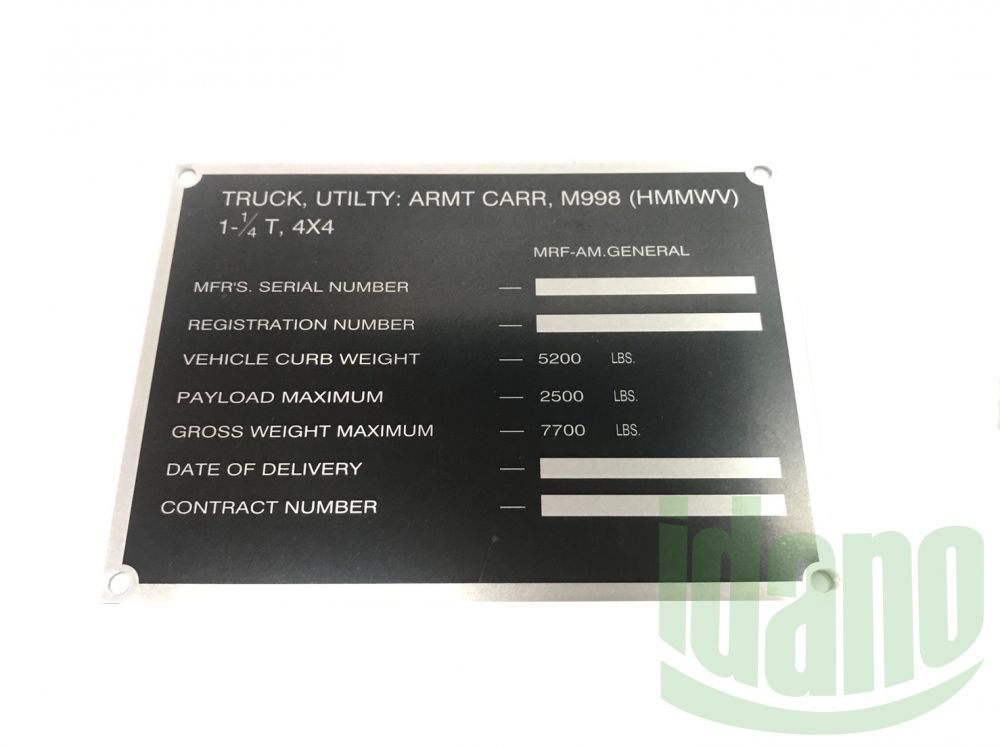 TRUCK, UTILTY: ARMT CARR, M998 (HMMWV)
1-1/4 T, 4X4
MRF-AM.GENERAL
MFR'S. SERIAL NUMBER —
REGISTRATION NUMBER —
VEHICLE CURB WEIGHT — 5200 LBS.
PAYLOAD MAXIMUM — 2500 LBS.
GROSS WEIGHT MAXIMUM — 7700 LBS.
DATE OF DELIVERY —
CONTRACT NUMBER —
idano